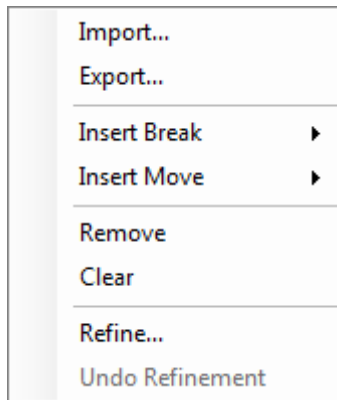 Import...
Export...
Insert Break
Insert Move
Remove
Clear
Refine...
Undo Refinement